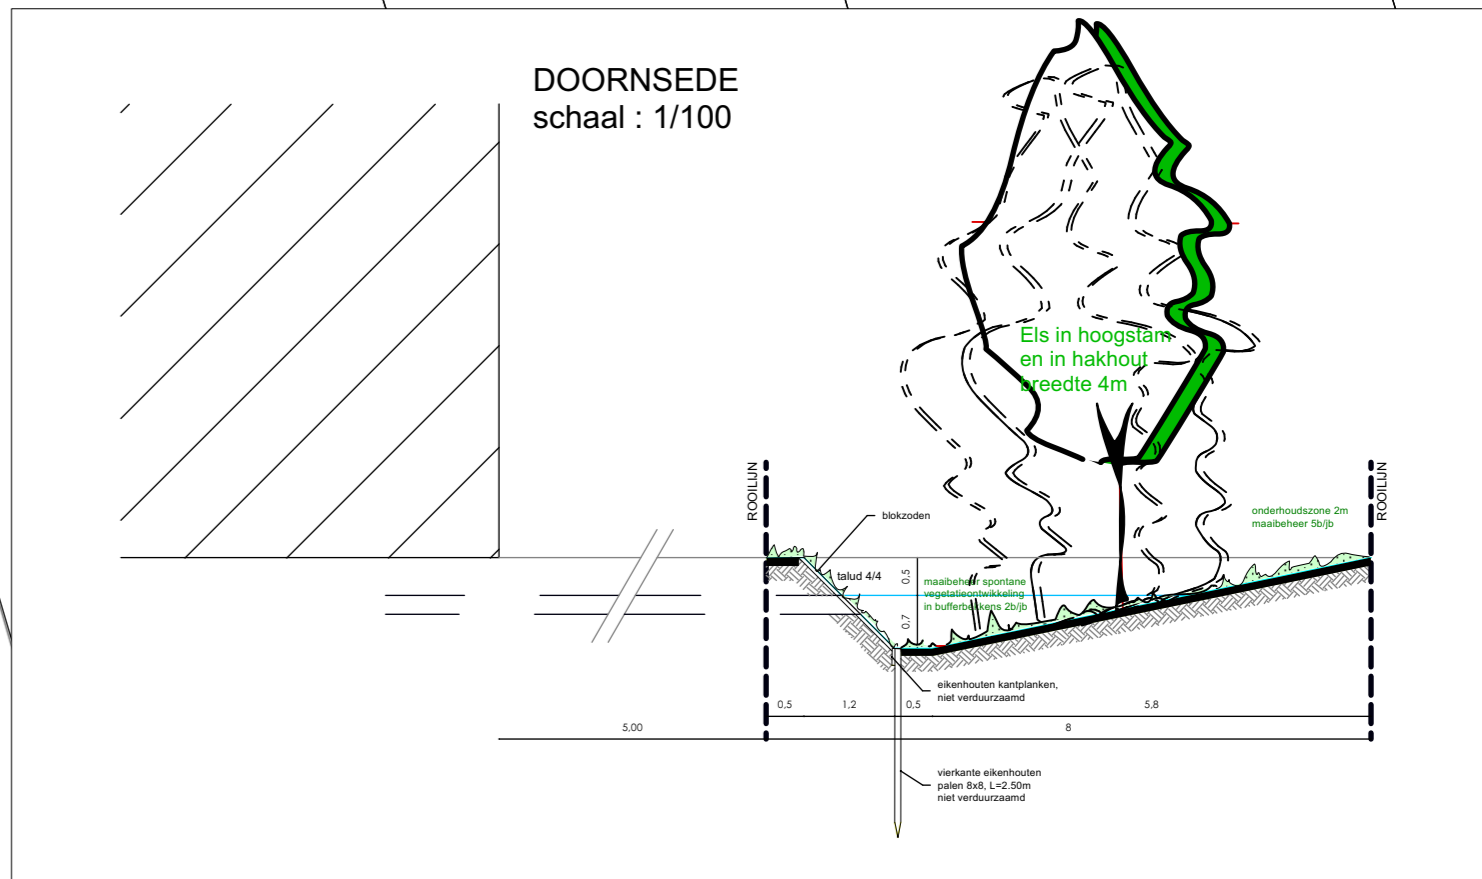 DOORNSEDE
schaal : 1/100
Els in hoogstam
en in hakhout
breedte 4m
ROOILIJN
ROOILIJN
blokzoden
onderhoudszone 2m
maaibeheer 5b/jb
talud 4/4
0.5
maaibeheer spontane
vegetatieontwikkeling
in bufferbekkens 2b/jb
0,7
eikenhouten kantplanken,
niet verduurzaamd
0,5
1,2
0,5
5,8
5,00
8
vierkante eikenhouten
palen 8x8, L=2.50m
niet verduurzaamd